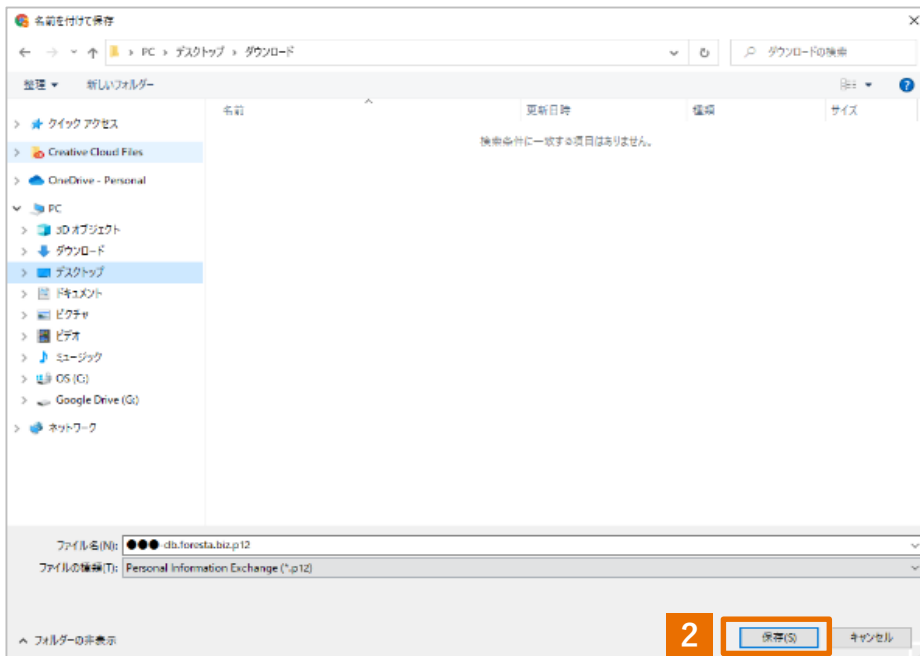 名前を付けて保存
PC › デスクトップ › ダウンロード
ダウンロードの検索
整理 新しいフォルダー
名前 更新日時 種類 サイズ
検索条件に一致する項目はありません。
クイック アクセス
Creative Cloud Files
OneDrive - Personal
PC
3D オブジェクト
ダウンロード
デスクトップ
ドキュメント
ピクチャ
ビデオ
ミュージック
OS (C:)
Google Drive (G:)
ネットワーク
ファイル名(N): ●●●-db.foresta.biz.p12
ファイルの種類(T): Personal Information Exchange (*.p12)
フォルダーの非表示
2 保存(S) キャンセル